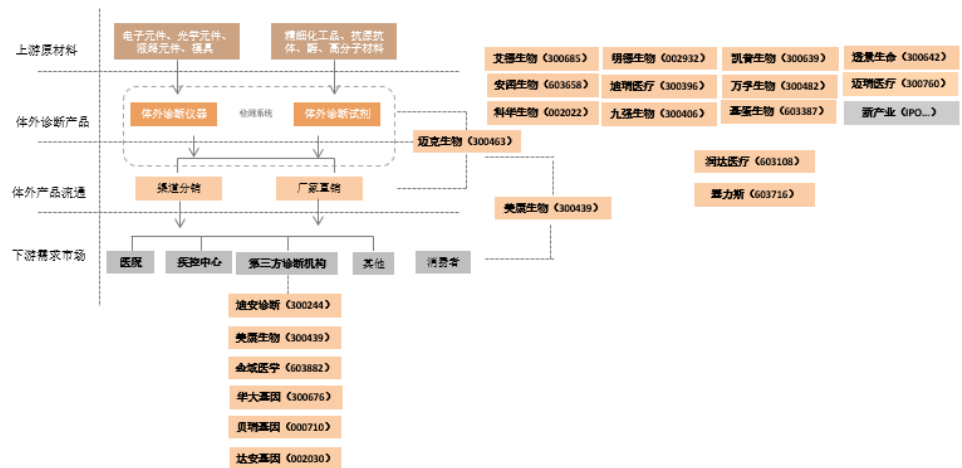 上游原材料
电子元件、光学元件、
液路元件、模具
精细化工品、抗原抗
体、酶、高分子材料
艾德生物（300685）
明德生物（002932）
凯普生物（300639）
透景生命（300642）
安图生物（603658）
迪瑞医疗（300396）
万孚生物（300482）
迈瑞医疗（300760）
科华生物（002022）
九强生物（300406）
基蛋生物（603387）
新产业（IPO...）
体外诊断产品
体外诊断仪器
检测系统
体外诊断试剂
迈克生物（300463）
润达医疗（603108）
塞力斯（603716）
体外产品流通
渠道分销
厂家直销
美康生物（300439）
下游需求市场
医院
疾控中心
第三方诊断机构
其他
消费者
迪安诊断（300244）
美康生物（300439）
金域医学（603882）
华大基因（300676）
贝瑞基因（000710）
达安基因（002030）